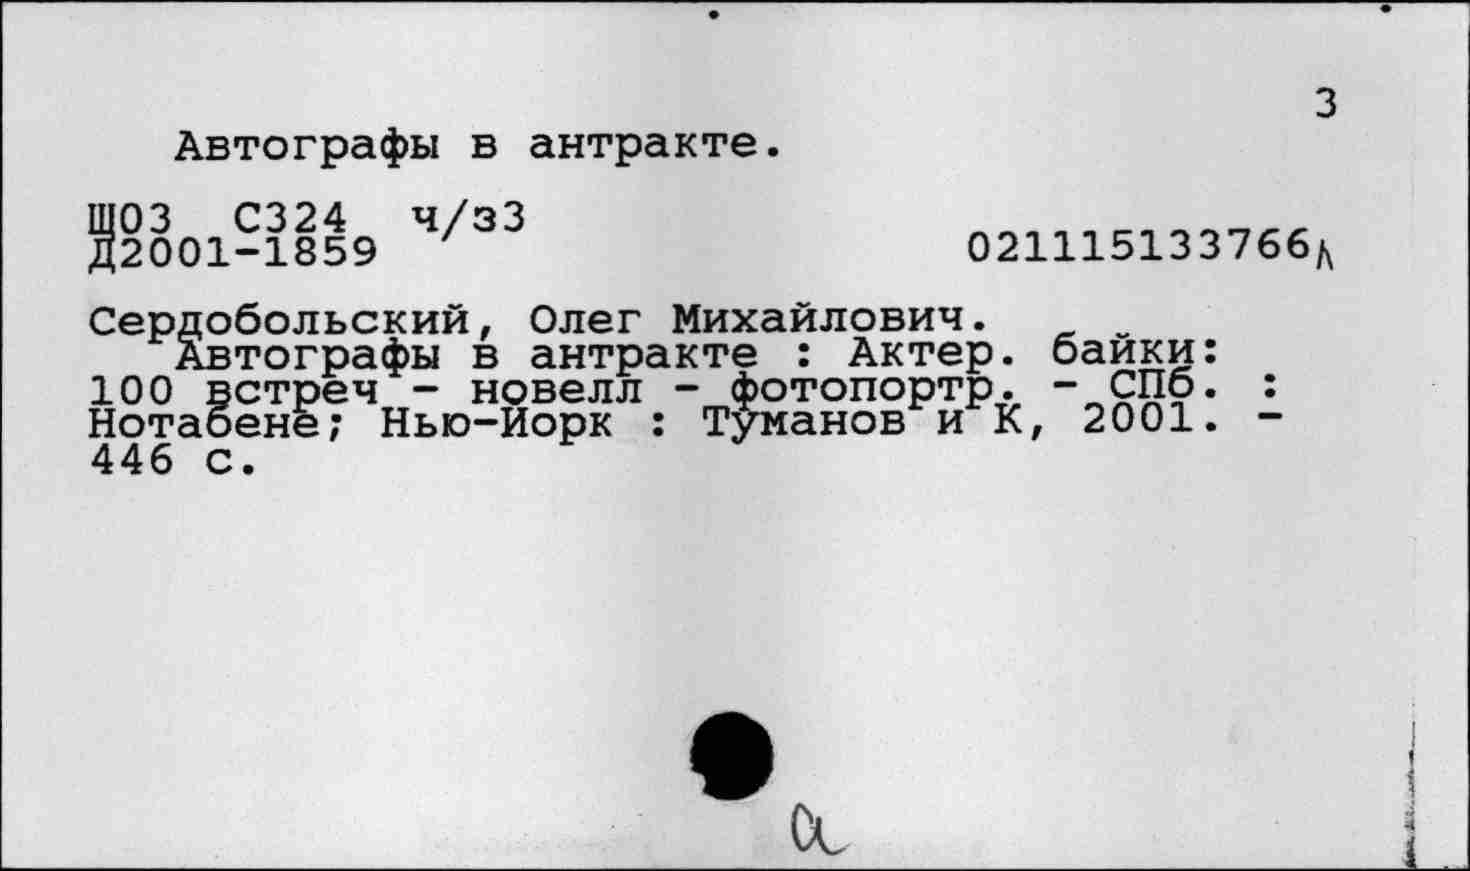 3
Автографы в антракте.
Ш03 С324 ч/з3
Д2001-1859
021115133766д
Сердобольский, Олег Михайлович.
Автографы в антракте : Актер. байки:
100 встреч - новелл - фотопортр. - СПб. :
Нотабене; Нью-Йорк : Туманов и К, 2001. -
446 с.
а